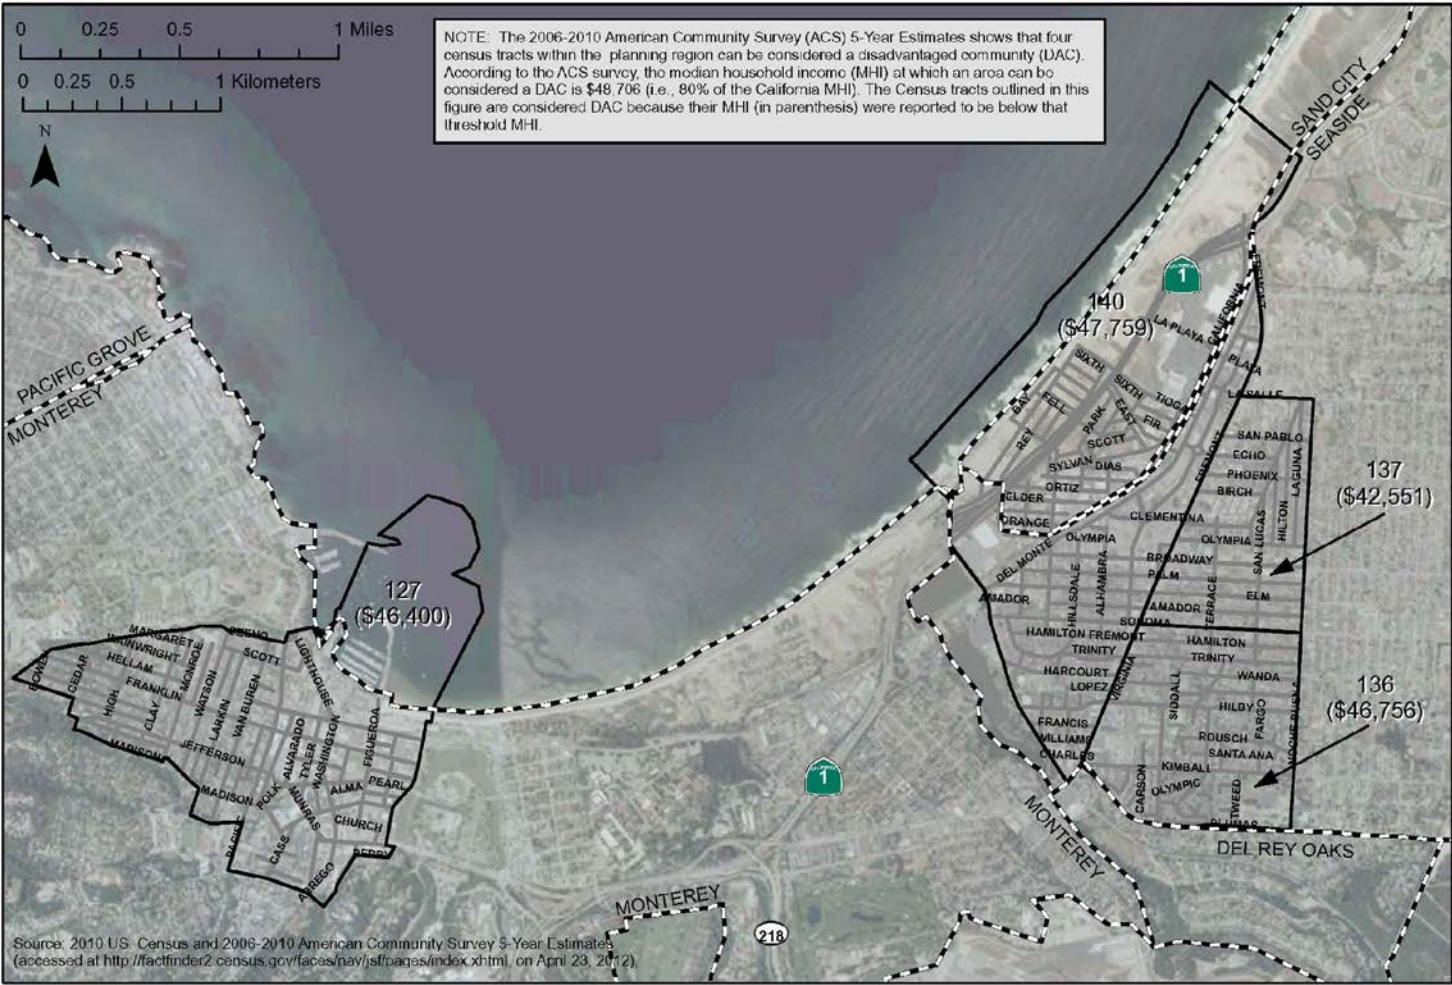 0 0.25 0.5 1 Miles
0 0.25 0.5 1 Kilometers
N
NOTE: The 2006-2010 American Community Survey (ACS) 5-Year Estimates shows that four
census tracts within the planning region can be considered a disadvantaged community (DAC).
According to the ACS survey, the median household income (MHI) at which an area can be
considered a DAC is $48,706 (i.e., 80% of the California MHI). The Census tracts outlined in this
figure are considered DAC because their MHI (in parenthesis) were reported to be below that
threshold MHI.
SAND CITY
SEASIDE
PACIFIC GROVE
MONTEREY
1
140
($47,759)
LA PLAYA
CALIFORNIA
FREMONT
PLAYA
LA SALLE
SIXTH
SIXTH
TIOGA
BAY
FELL
REY
PARK
EAST
FIR
SCOTT
SYLVAN
DIAS
ORTIZ
ELDER
ORANGE
FREMONT
SAN PABLO
ECHO
PHOENIX
BIRCH
LAGUNA
HILTON
SAN LUCAS
137
($42,551)
CLEMENTINA
OLYMPIA
OLYMPIA
BROADWAY
PALM
DEL MONTE
HILLSDALE
ALHAMBRA
TERRACE
ELM
AMADOR
AMADOR
SONOMA
HAMILTON
FREMONT
HAMILTON
TRINITY
TRINITY
HARCOURT
LOPEZ
VIRGINIA
WANDA
SIDDALL
HILBY
FARGO
NOCHE BUENA
136
($46,756)
FRANCIS
WILLIAMS
CHARLES
ROUSCH
SANTA ANA
KIMBALL
CARSON
OLYMPIC
TWEED
PLUMAS
MONTEREY
DEL REY OAKS
127
($46,400)
MARGARET
WAINWRIGHT
HELLAM
FRANKLIN
MONROE
SCOTT
LIGHTHOUSE
CEDAR
HIGH
CLAY
WATSON
LARKIN
VAN BUREN
JEFFERSON
MADISON
MADISON
ALVARADO
TYLER
WASHINGTON
FIGUEROA
POLK
MUNRAS
ALMA
PEARL
CHURCH
CASS
PERRY
ABREGO
1
MONTEREY
218
Source: 2010 US Census and 2006-2010 American Community Survey 5-Year Estimates
(accessed at http://factfinder2.census.gov/faces/nav/jsf/pages/index.xhtml, on April 23, 2012)